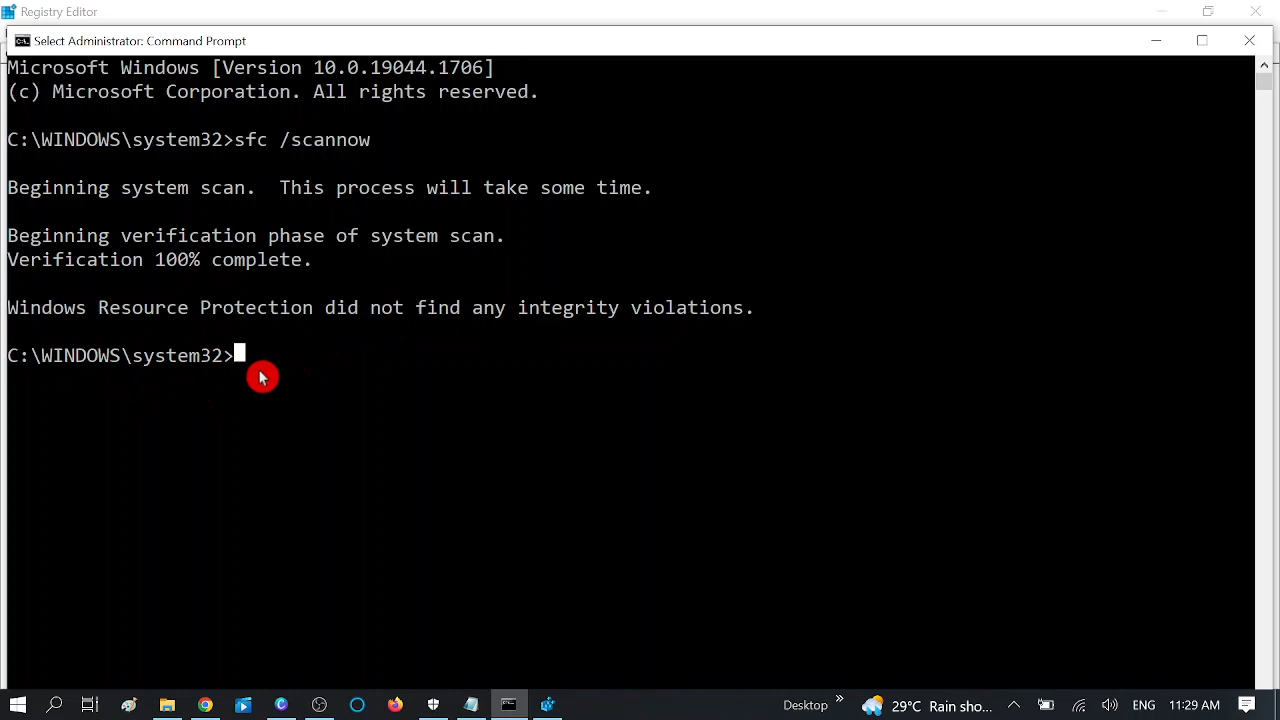 Registry Editor
Select Administrator: Command Prompt
Microsoft Windows [Version 10.0.19044.1706]
(c) Microsoft Corporation. All rights reserved.
C:\WINDOWS\system32>sfc /scannow
Beginning system scan.  This process will take some time.
Beginning verification phase of system scan.
Verification 100% complete.
Windows Resource Protection did not find any integrity violations.
C:\WINDOWS\system32>
Desktop
29°C Rain sho...
ENG
11:29 AM